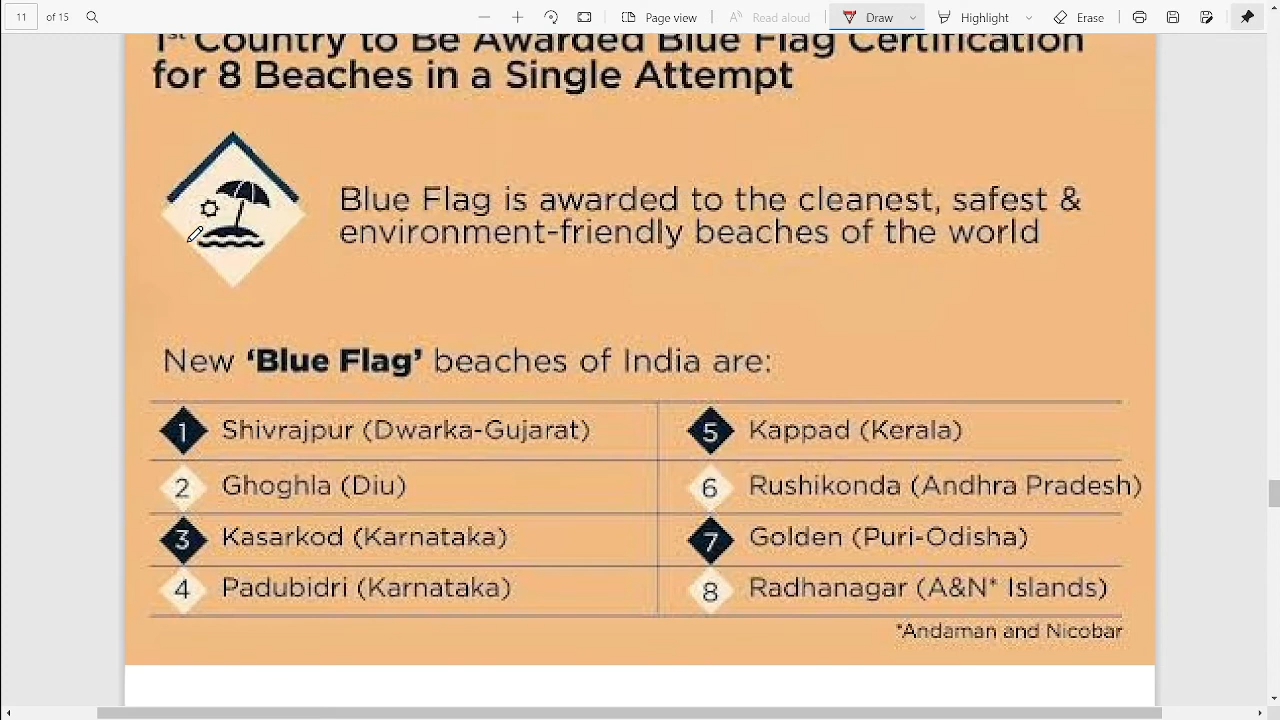 11 of 15 Page view Read aloud Draw Highlight Erase
1st Country to Be Awarded Blue Flag Certification
for 8 Beaches in a Single Attempt
Blue Flag is awarded to the cleanest, safest &
environment-friendly beaches of the world
New ‘Blue Flag’ beaches of India are:
1 Shivrajpur (Dwarka-Gujarat)
2 Ghoghla (Diu)
3 Kasarkod (Karnataka)
4 Padubidri (Karnataka)
5 Kappad (Kerala)
6 Rushikonda (Andhra Pradesh)
7 Golden (Puri-Odisha)
8 Radhanagar (A&N* Islands)
*Andaman and Nicobar